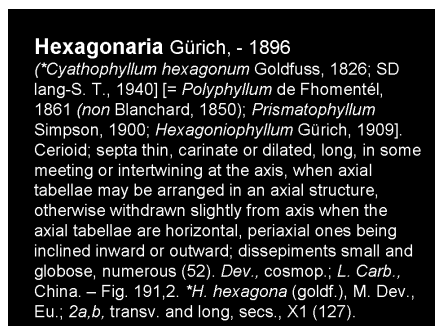 Hexagonaria Gürich, - 1896
(*Cyathophyllum hexagonum Goldfuss, 1826; SD
lang-S. T., 1940] [= Polyphyllum de Fhomentél,
1861 (non Blanchard, 1850); Prismatophyllum
Simpson, 1900; Hexagoniophyllum Gürich, 1909].
Cerioid; septa thin, carinate or dilated, long, in some
meeting or intertwining at the axis, when axial
tabellae may be arranged in an axial structure,
otherwise withdrawn slightly from axis when the
axial tabellae are horizontal, periaxial ones being
inclined inward or outward; dissepiments small and
globose, numerous (52). Dev., cosmop.; L. Carb.,
China. – Fig. 191,2. *H. hexagona (goldf.), M. Dev.,
Eu.; 2a,b, transv. and long, secs., X1 (127).